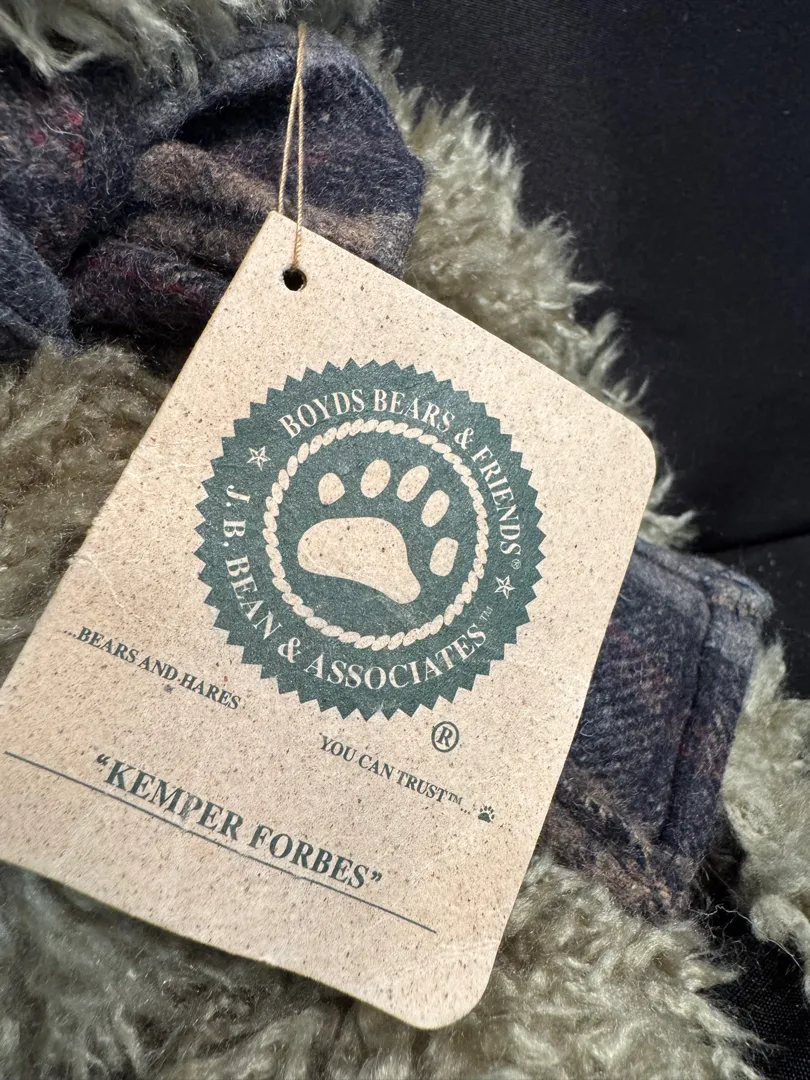 BOYDS BEARS & FRIENDS®
J. B. BEAN & ASSOCIATES™
...BEARS AND HARES
®
YOU CAN TRUST™...
“KEMPER FORBES”